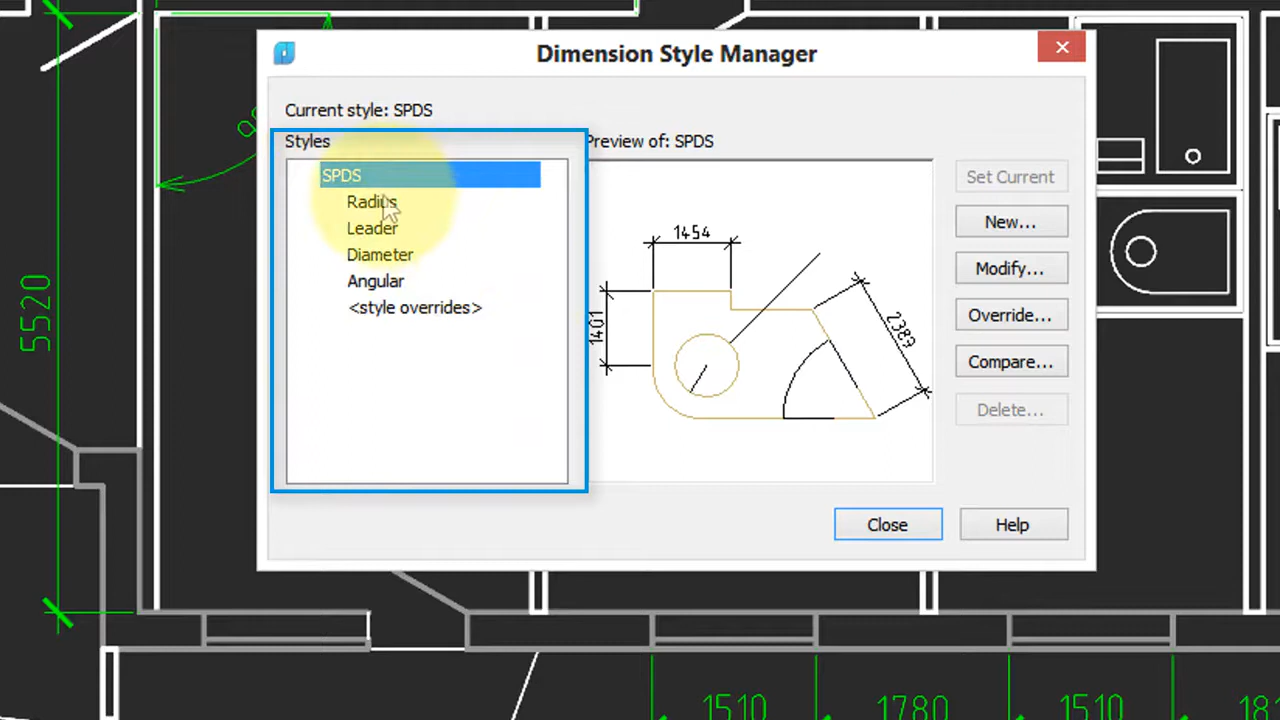 Dimension Style Manager
Current style: SPDS
Styles
Preview of: SPDS
SPDS
Radius
Leader
Diameter
Angular
<style overrides>
1454
1401
2389
Set Current
New...
Modify...
Override...
Compare...
Delete...
Close
Help
5520
1510
1780
1510